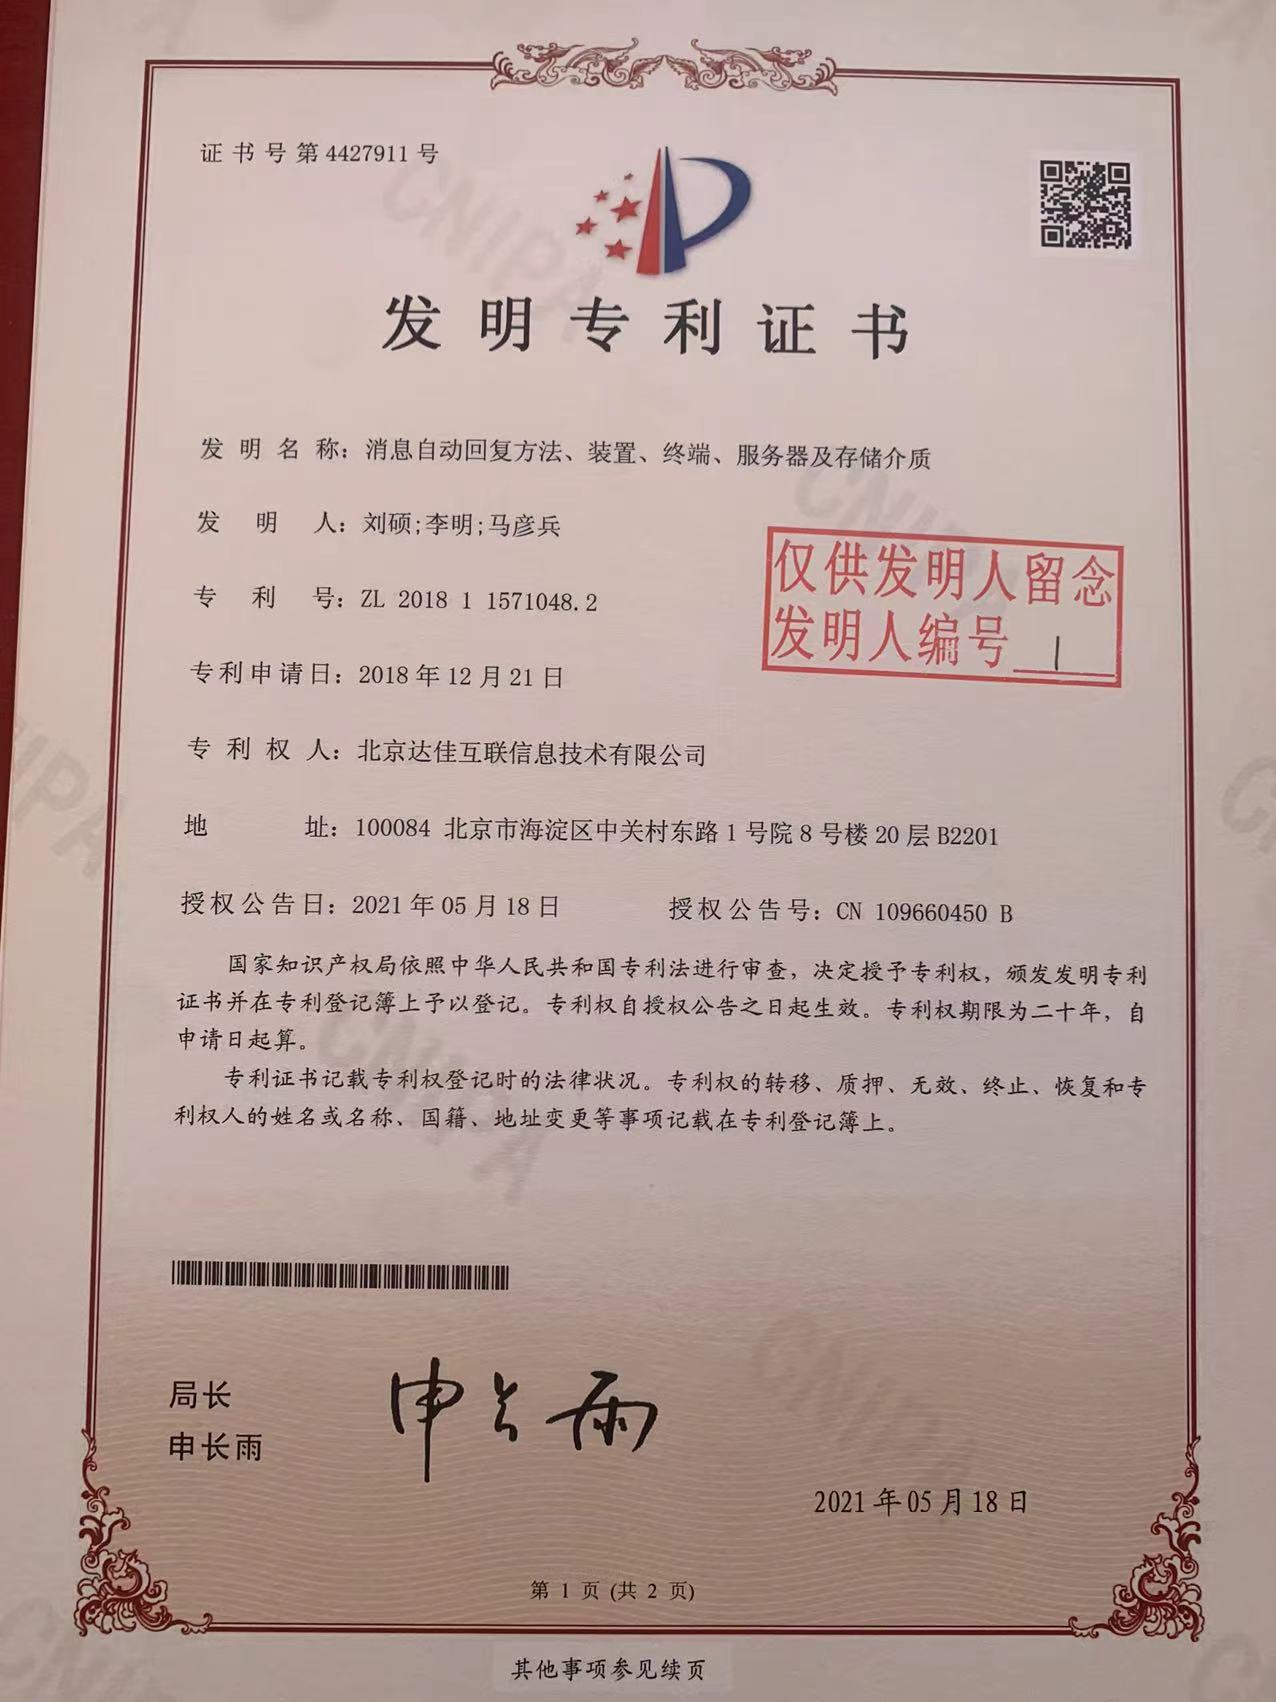 证书号第4427911号
发明专利证书
发明名称：消息自动回复方法、装置、终端、服务器及存储介质
发明人：刘硕;李明;马彦兵
仅供发明人留念
发明人编号 1
专利号：ZL 2018 1 1571048.2
专利申请日：2018年12月21日
专利权人：北京达佳互联信息技术有限公司
地址：100084 北京市海淀区中关村东路1号院8号楼20层B2201
授权公告日：2021年05月18日 授权公告号：CN 109660450 B
国家知识产权局依照中华人民共和国专利法进行审查，决定授予专利权，颁发发明专利
证书并在专利登记簿上予以登记。专利权自授权公告之日起生效。专利权期限为二十年，自
申请日起算。
专利证书记载专利权登记时的法律状况。专利权的转移、质押、无效、终止、恢复和专
利权人的姓名或名称、国籍、地址变更等事项记载在专利登记簿上。
局长
申长雨
申长雨
2021年05月18日
第 1 页 (共 2 页)
其他事项参见续页
CNIPA
CNIPA
CNIPA
CNIPA